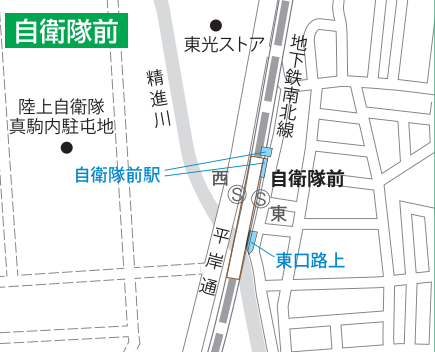 自衛隊前
東光ストア
地下鉄南北線
精進川
陸上自衛隊
真駒内駐屯地
自衛隊前駅
西
自衛隊前
S
S
東
平岸通
東口路上